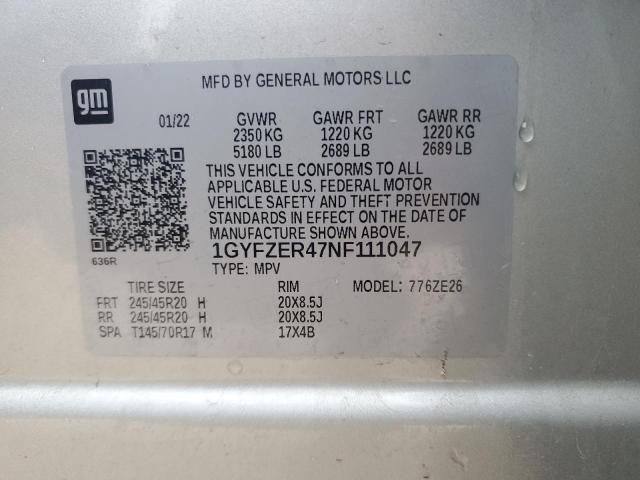 gm
MFD BY GENERAL MOTORS LLC
01/22 GVWR GAWR FRT GAWR RR
2350 KG 1220 KG 1220 KG
5180 LB 2689 LB 2689 LB
THIS VEHICLE CONFORMS TO ALL
APPLICABLE U.S. FEDERAL MOTOR
VEHICLE SAFETY AND THEFT PREVENTION
STANDARDS IN EFFECT ON THE DATE OF
MANUFACTURE SHOWN ABOVE.
636R 1GYFZER47NF111047
TYPE: MPV
TIRE SIZE RIM MODEL: 776ZE26
FRT 245/45R20 H 20X8.5J
RR 245/45R20 H 20X8.5J
SPA T145/70R17 M 17X4B